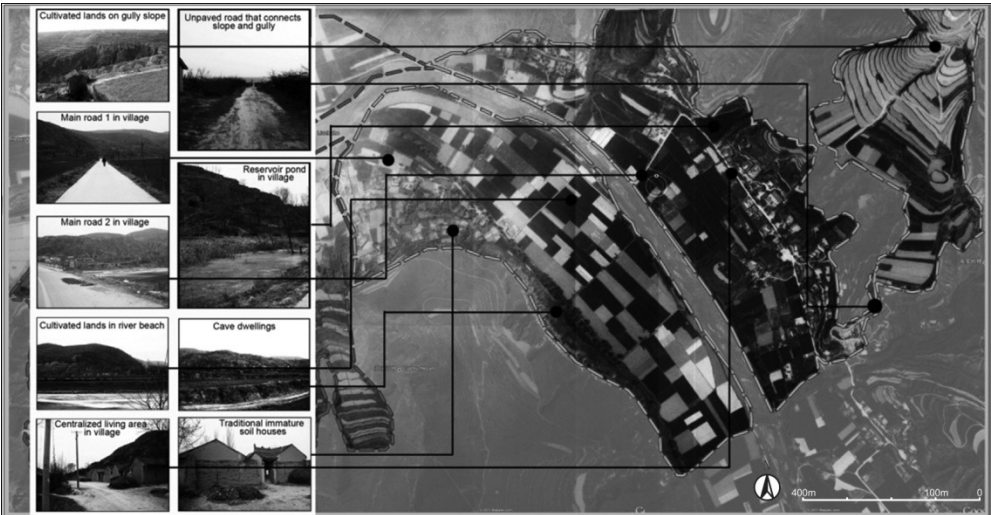 Cultivated lands on gully slope
Unpaved road that connects
slope and gully
Main road 1 in village
Reservoir pond
in village
Main road 2 in village
Cultivated lands in river beach
Cave dwellings
Centralized living area
in village
Traditional immature
soil houses
400m 100m 0